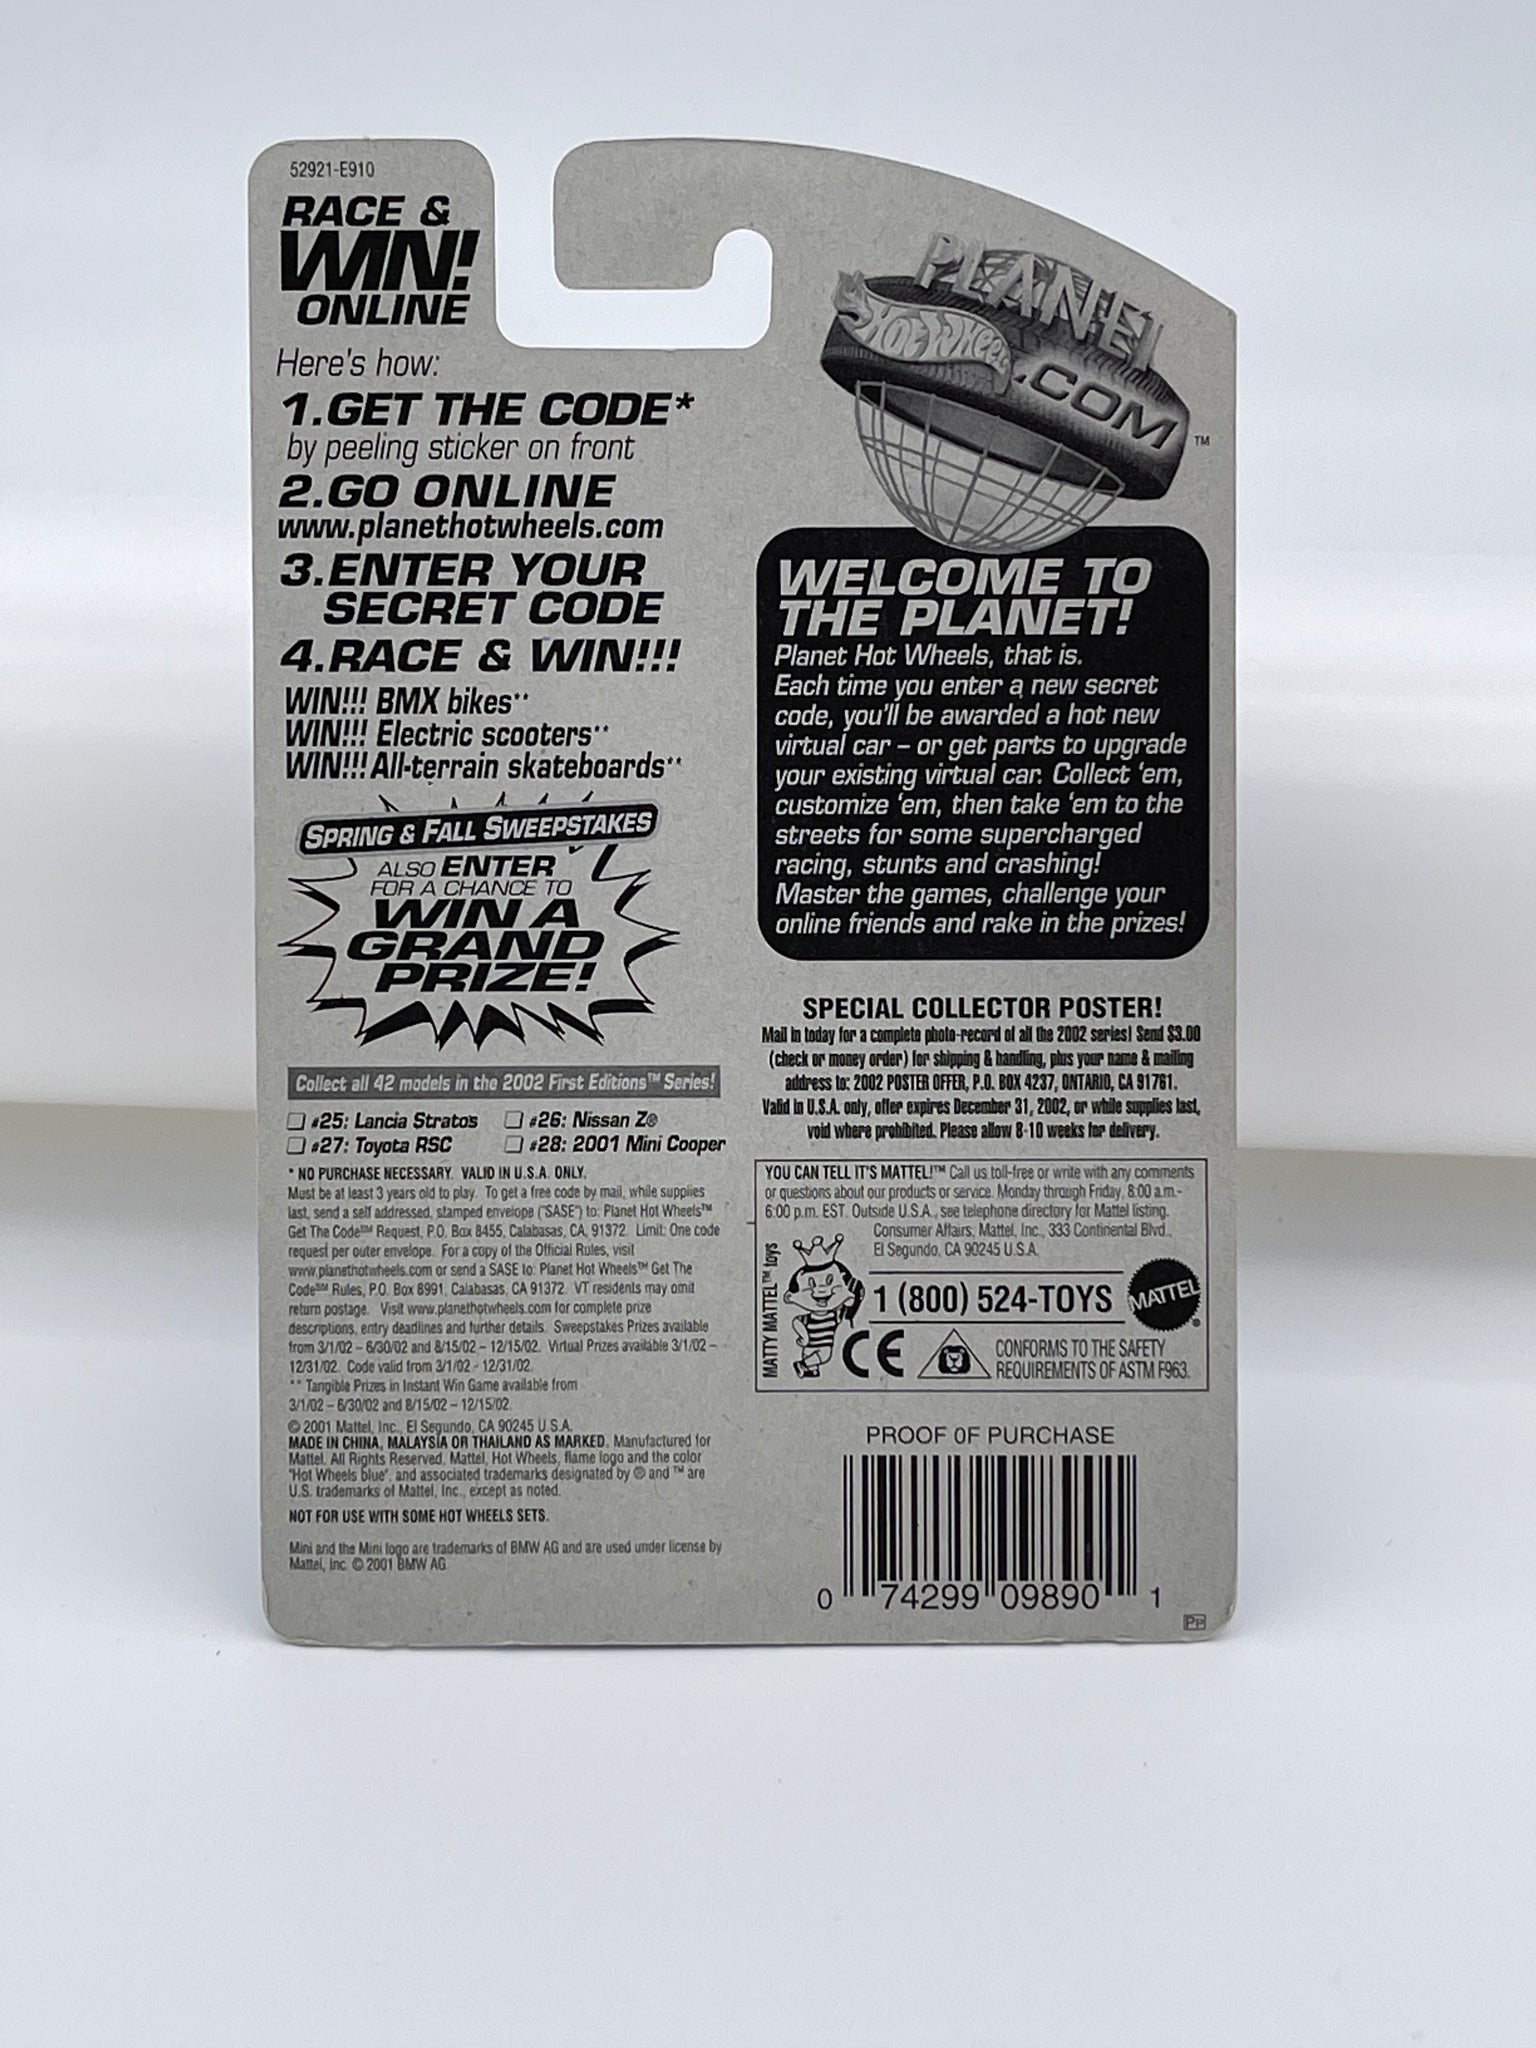 52921-E910
RACE &
WIN!
ONLINE
Here's how:
1.GET THE CODE*
by peeling sticker on front
2.GO ONLINE
www.planethotwheels.com
3.ENTER YOUR
SECRET CODE
4.RACE & WIN!!!
WIN!!! BMX bikes**
WIN!!! Electric scooters**
WIN!!! All-terrain skateboards**
SPRING & FALL SWEEPSTAKES
ALSO ENTER
FOR A CHANCE TO
WIN A
GRAND
PRIZE!
Collect all 42 models in the 2002 First Editions™ Series!
#25: Lancia Stratos #26: Nissan Z®
#27: Toyota RSC #28: 2001 Mini Cooper
* NO PURCHASE NECESSARY. VALID IN U.S.A. ONLY.
Must be at least 3 years old to play. To get a free code by mail, while supplies
last, send a self addressed, stamped envelope ("SASE") to: Planet Hot Wheels™
Get The Code℠ Request, P.O. Box 8455, Calabasas, CA, 91372. Limit: One code
request per outer envelope. For a copy of the Official Rules, visit
www.planethotwheels.com or send a SASE to: Planet Hot Wheels™ Get The
Code℠ Rules, P.O. Box 8991, Calabasas, CA 91372. VT residents may omit
return postage. Visit www.planethotwheels.com for complete prize
descriptions, entry deadlines and further details. Sweepstakes Prizes available
from 3/1/02 – 6/30/02 and 8/15/02 – 12/15/02. Virtual Prizes available 3/1/02 –
12/31/02. Code valid from 3/1/02 - 12/31/02.
** Tangible Prizes in Instant Win Game available from
3/1/02 – 6/30/02 and 8/15/02 – 12/15/02.
© 2001 Mattel, Inc., El Segundo, CA 90245 U.S.A.
MADE IN CHINA, MALAYSIA OR THAILAND AS MARKED. Manufactured for
Mattel. All Rights Reserved. Mattel, Hot Wheels, flame logo and the color
"Hot Wheels blue", and associated trademarks designated by ® and ™ are
U.S. trademarks of Mattel, Inc., except as noted.
NOT FOR USE WITH SOME HOT WHEELS SETS.
Mini and the Mini logo are trademarks of BMW AG and are used under license by
Mattel, Inc. © 2001 BMW AG.
PLANET
HOT WHEELS
.COM
™
WELCOME TO
THE PLANET!
Planet Hot Wheels, that is.
Each time you enter a new secret
code, you'll be awarded a hot new
virtual car – or get parts to upgrade
your existing virtual car. Collect 'em,
customize 'em, then take 'em to the
streets for some supercharged
racing, stunts and crashing!
Master the games, challenge your
online friends and rake in the prizes!
SPECIAL COLLECTOR POSTER!
Mail in today for a complete photo-record of all the 2002 series! Send $3.00
(check or money order) for shipping & handling, plus your name & mailing
address to: 2002 POSTER OFFER, P.O. BOX 4237, ONTARIO, CA 91761.
Valid in U.S.A. only, offer expires December 31, 2002, or while supplies last,
void where prohibited. Please allow 8-10 weeks for delivery.
YOU CAN TELL IT'S MATTEL!™ Call us toll-free or write with any comments
or questions about our products or service. Monday through Friday, 8:00 a.m.-
6:00 p.m. EST. Outside U.S.A., see telephone directory for Mattel listing.
Consumer Affairs, Mattel, Inc., 333 Continental Blvd.,
El Segundo, CA 90245 U.S.A.
MATTY MATTEL™ toys
1 (800) 524-TOYS
MATTEL®
CE
CONFORMS TO THE SAFETY
REQUIREMENTS OF ASTM F963.
PROOF OF PURCHASE
0 74299 09890 1
PP